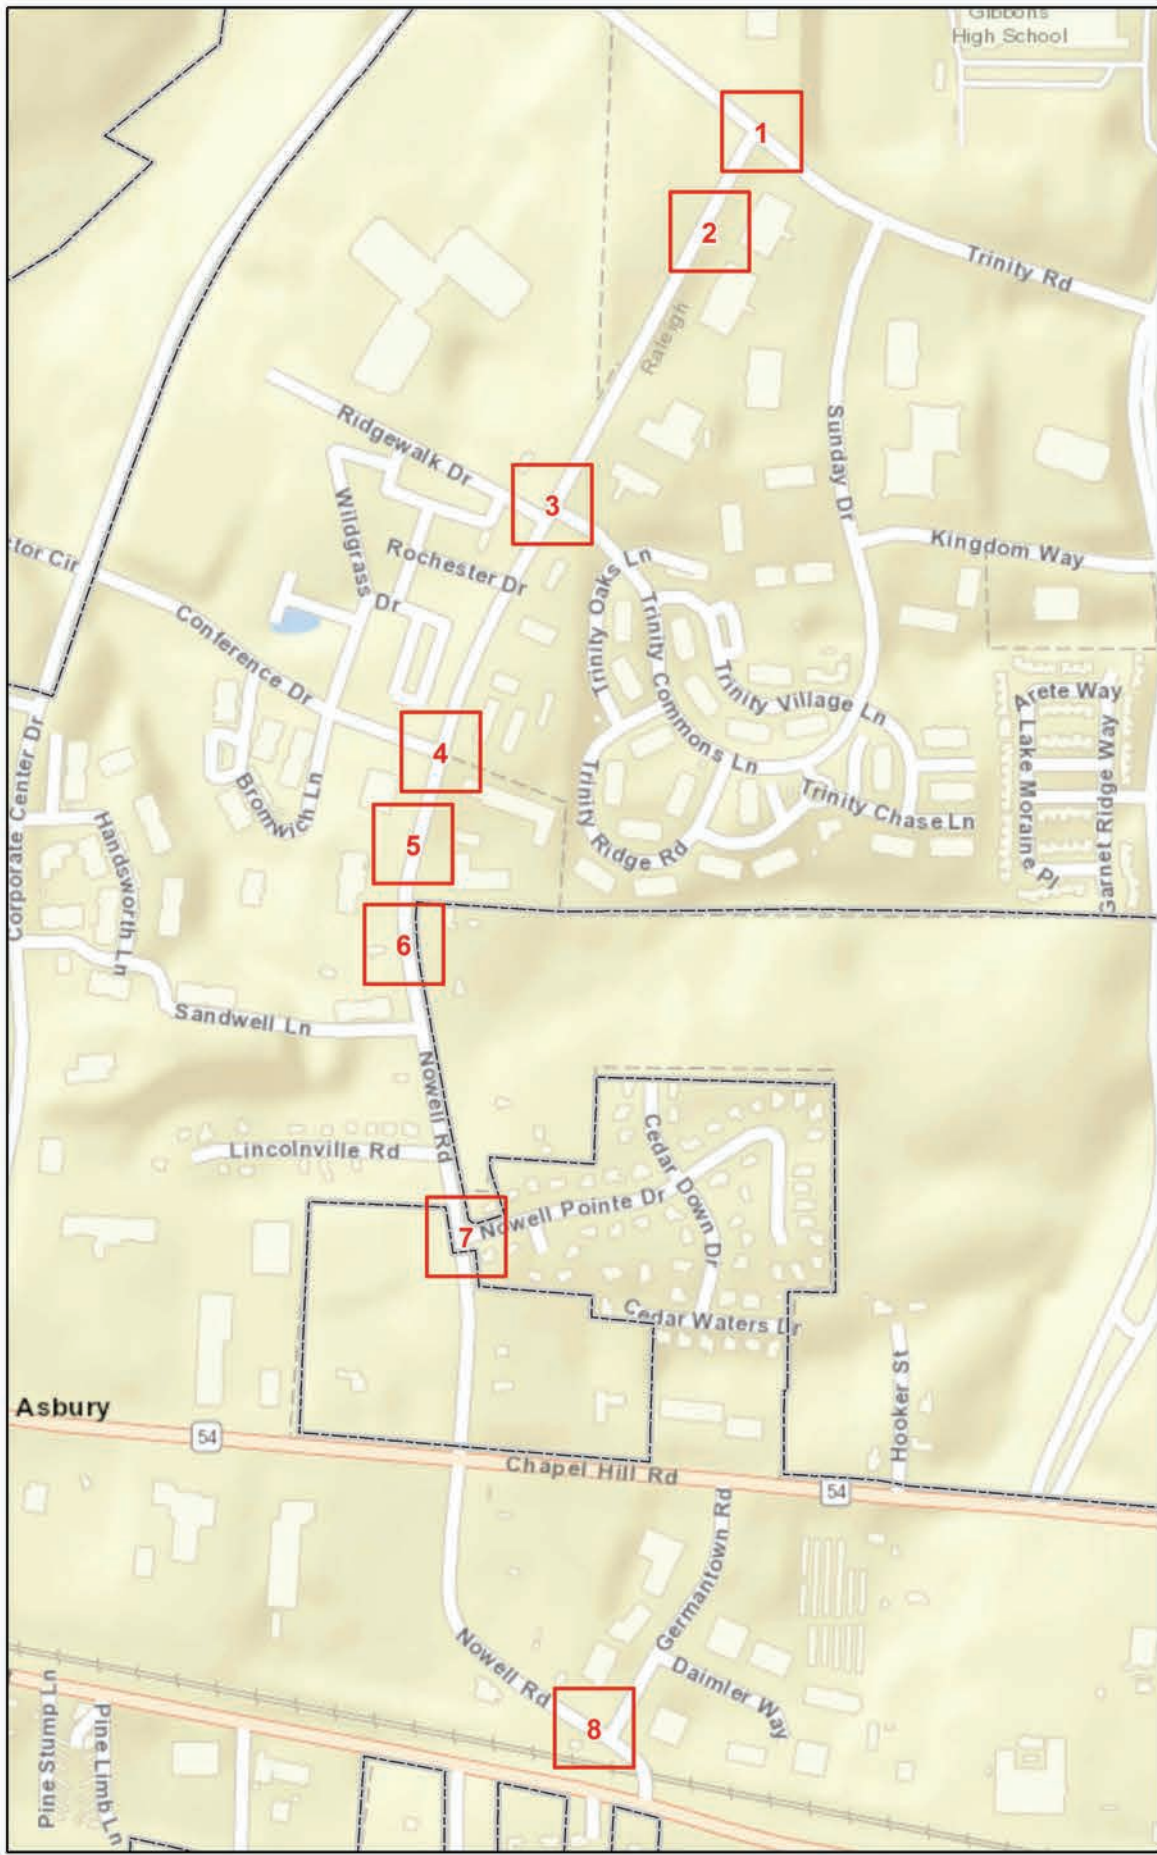 Gibbons
High School
1
2
Trinity Rd
Raleigh
Ridgewalk Dr
Sunday Dr
3
Wildgrass Dr
Kingdom Way
Rochester Dr
Trinity Oaks Ln
tor Cir
Conference Dr
Trinity Commons Ln
Trinity Village Ln
Arete Way
4
Lake Moraine Pl
Garnet Ridge Way
Corporate Center Dr
Bromwich Ln
Trinity Chase Ln
Handsworth Ln
5
Trinity Ridge Rd
6
Sandwell Ln
Nowell Rd
Lincolnville Rd
Cedar Down Dr
Nowell Pointe Dr
7
Cedar Waters Dr
Hooker St
Asbury
54
Chapel Hill Rd
54
Germantown Rd
Nowell Rd
Daimler Way
8
Pine Stump Ln
Pine Limb Ln